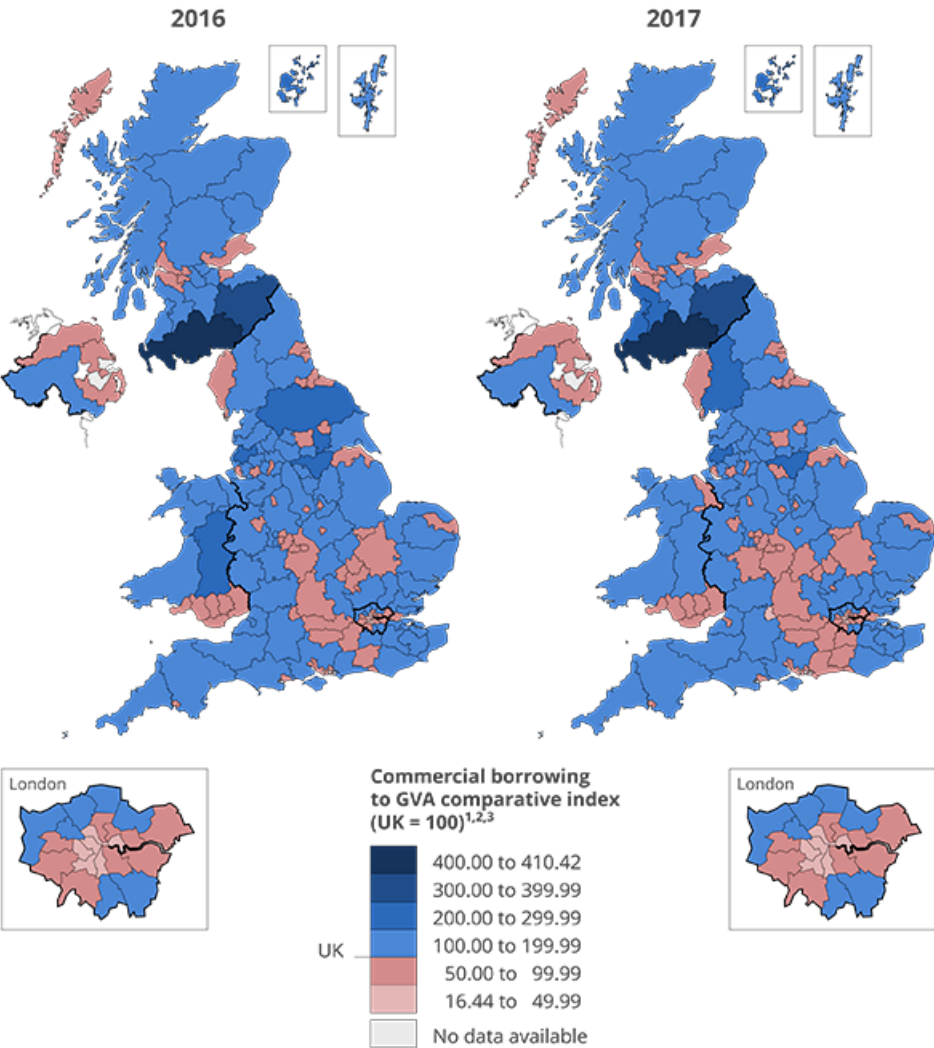 2016
2017
London
London
Commercial borrowing
to GVA comparative index
(UK = 100)1,2,3
400.00 to 410.42
300.00 to 399.99
200.00 to 299.99
UK
100.00 to 199.99
50.00 to 99.99
16.44 to 49.99
No data available